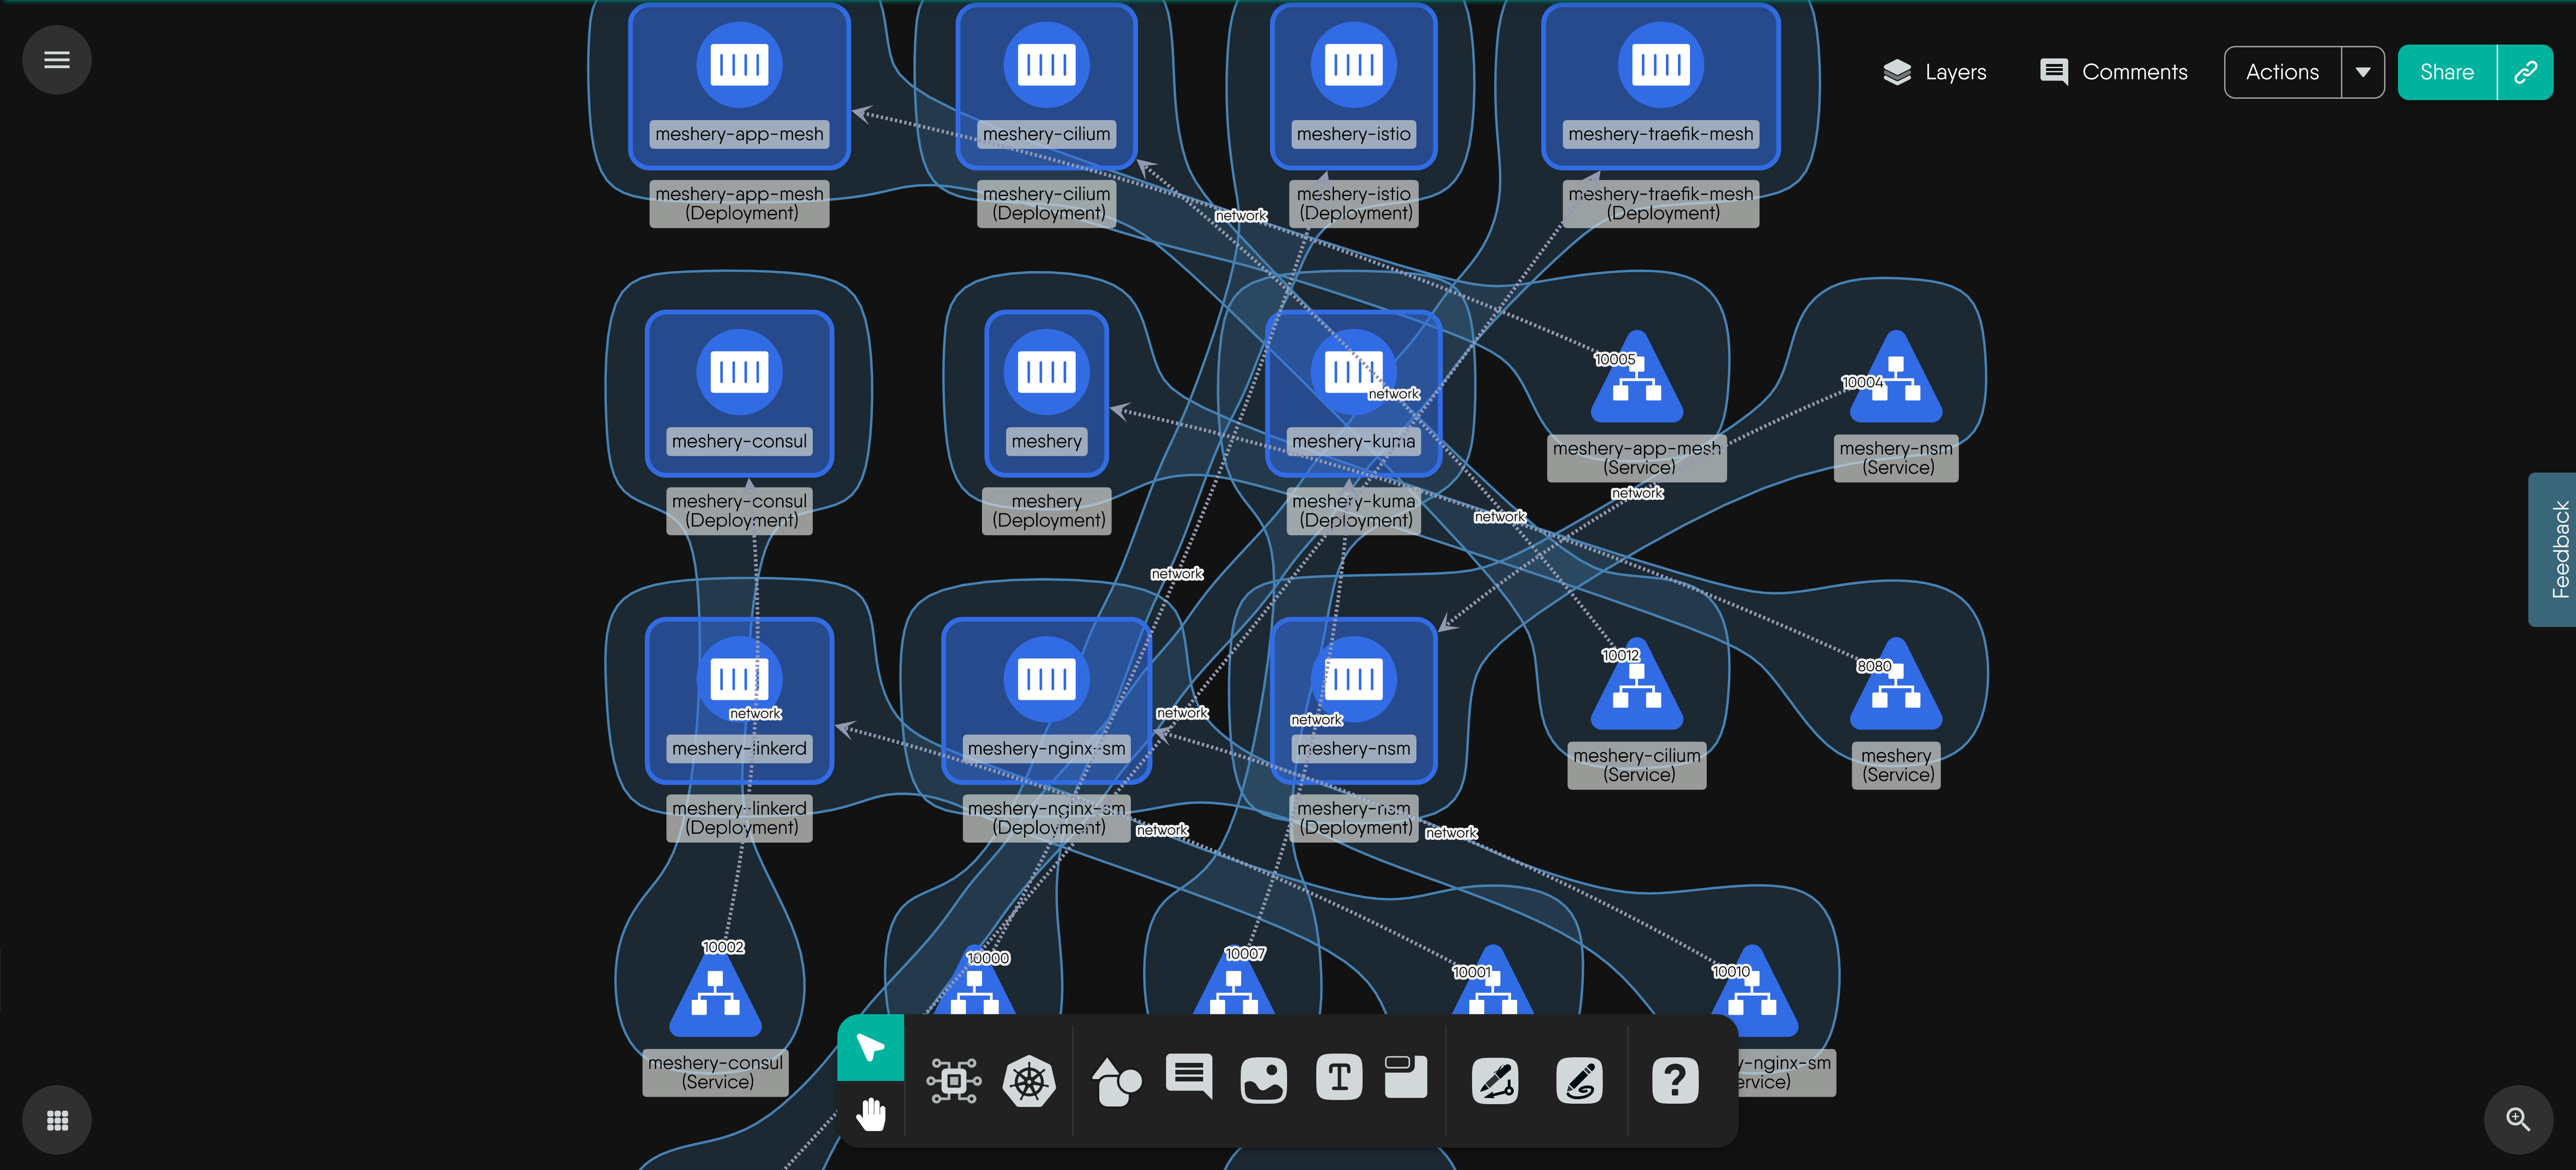 meshery-app-mesh
meshery-cilium
meshery-istio
meshery-traefik-mesh
Layers
Comments
Actions
Share
meshery-app-mesh
(Deployment)
meshery-cilium
(Deployment)
meshery-istio
(Deployment)
meshery-traefik-mesh
(Deployment)
network
10005
10004
network
meshery-consul
meshery
meshery-kuma
meshery-app-mesh
(Service)
meshery-nsm
(Service)
meshery-consul
(Deployment)
meshery
(Deployment)
meshery-kuma
(Deployment)
network
network
Feedback
network
10012
8080
network
network
network
meshery-linkerd
meshery-nginx-sm
meshery-nsm
meshery-cilium
(Service)
meshery
(Service)
meshery-linkerd
(Deployment)
meshery-nginx-sm
(Deployment)
meshery-nsm
(Deployment)
network
network
10002
10000
10007
10001
10010
meshery-consul
(Service)
y-nginx-sm
ervice)
T
?